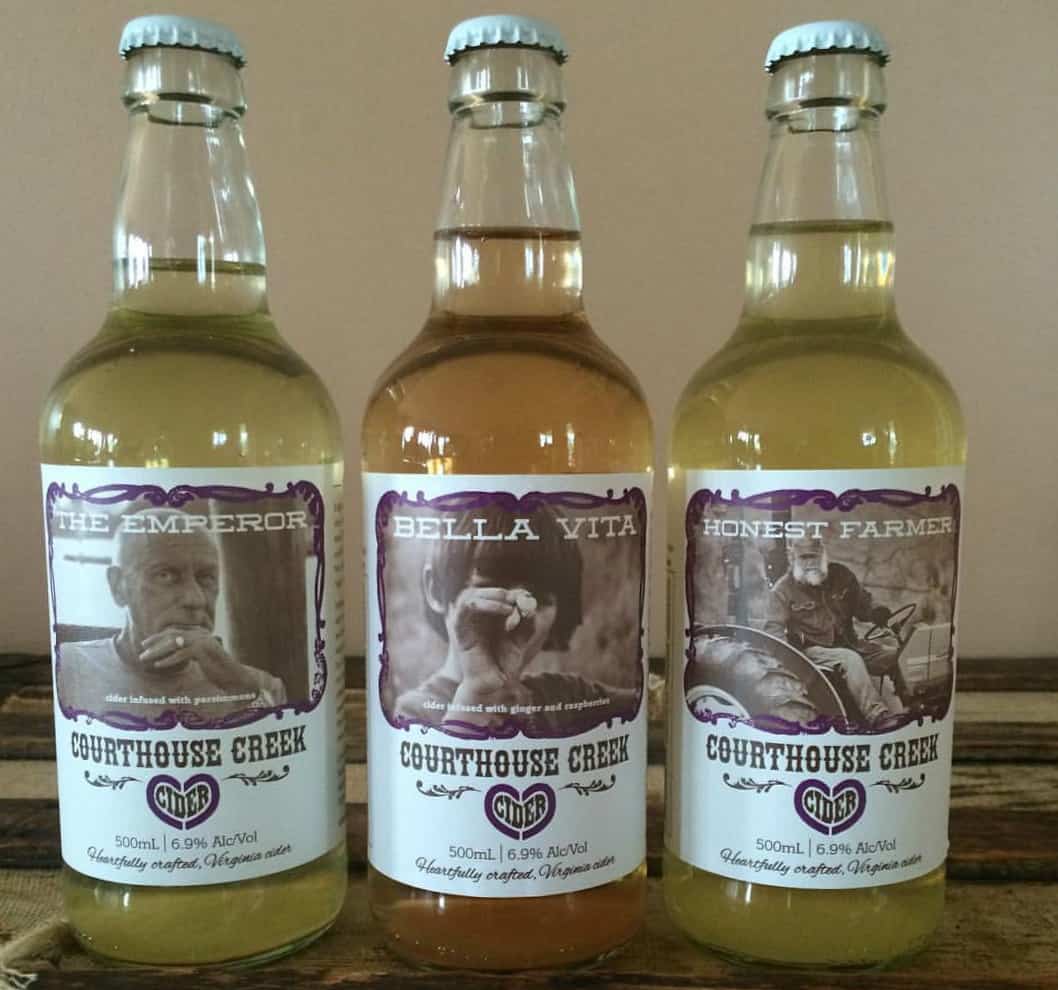 THE EMPEROR
cider infused with persimmons
COURTHOUSE CREEK
CIDER
500mL | 6.9% Alc/Vol
Heartfully crafted, Virginia cider
BELLA VITA
cider infused with ginger and raspberries
COURTHOUSE CREEK
CIDER
500mL | 6.9% Alc/Vol
Heartfully crafted, Virginia cider
HONEST FARMER
COURTHOUSE CREEK
CIDER
500mL | 6.9% Alc/Vol
Heartfully crafted, Virginia cider